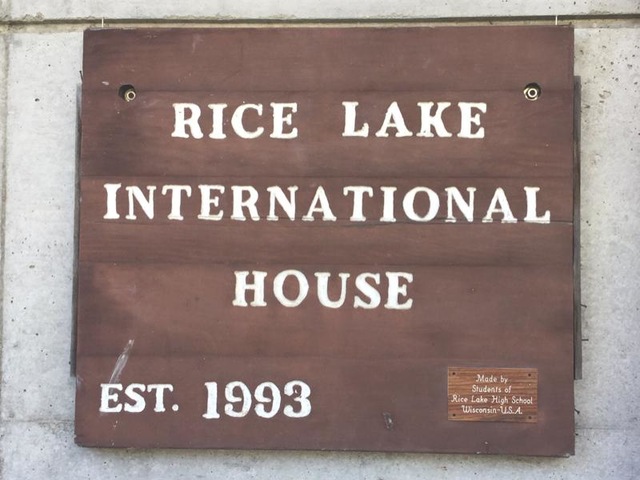 RICE LAKE
INTERNATIONAL
HOUSE
EST. 1993
Made by
Students of
Rice Lake High School
Wisconsin-U.S.A.